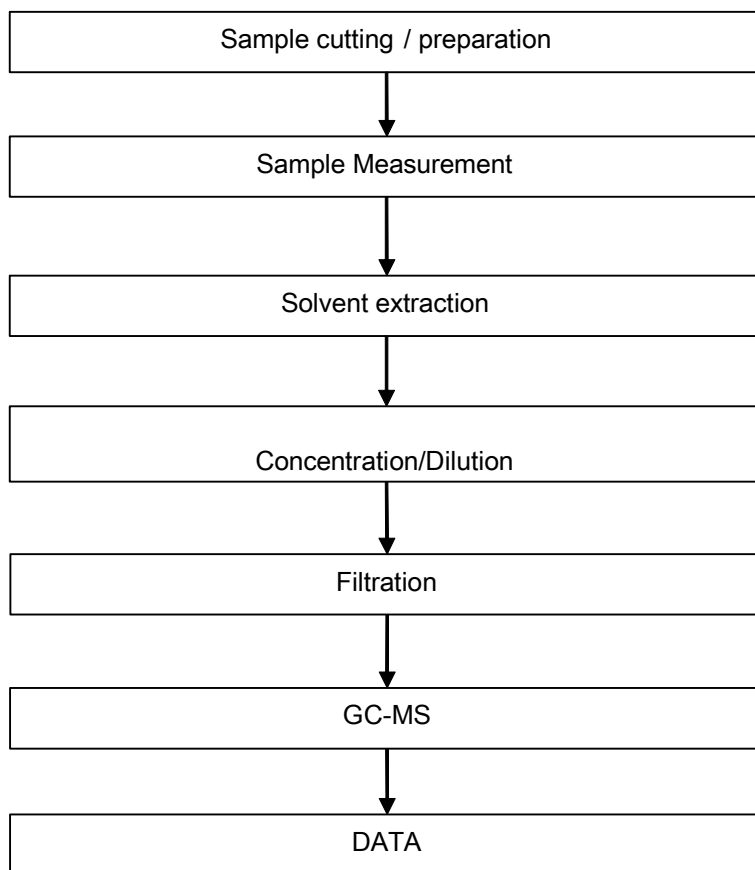 Sample cutting / preparation
Sample Measurement
Solvent extraction
Concentration/Dilution
Filtration
GC-MS
DATA